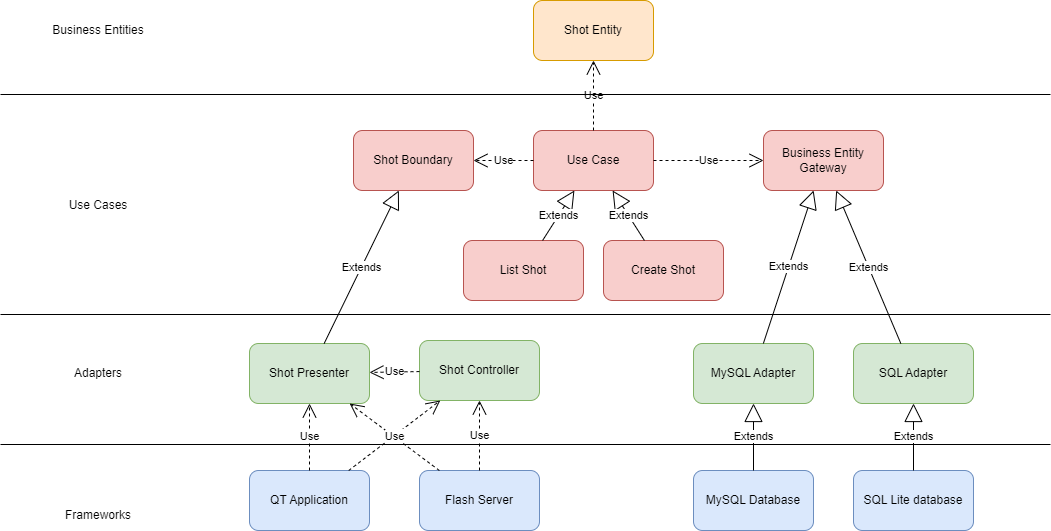 Business Entities
Shot Entity
Use
Use Cases
Shot Boundary
Use
Use Case
Use
Business Entity
Gateway
Extends
Extends
List Shot
Create Shot
Extends
Extends
Extends
Adapters
Shot Presenter
Use
Shot Controller
MySQL Adapter
SQL Adapter
Use
Use
Use
Extends
Extends
Frameworks
QT Application
Flash Server
MySQL Database
SQL Lite database